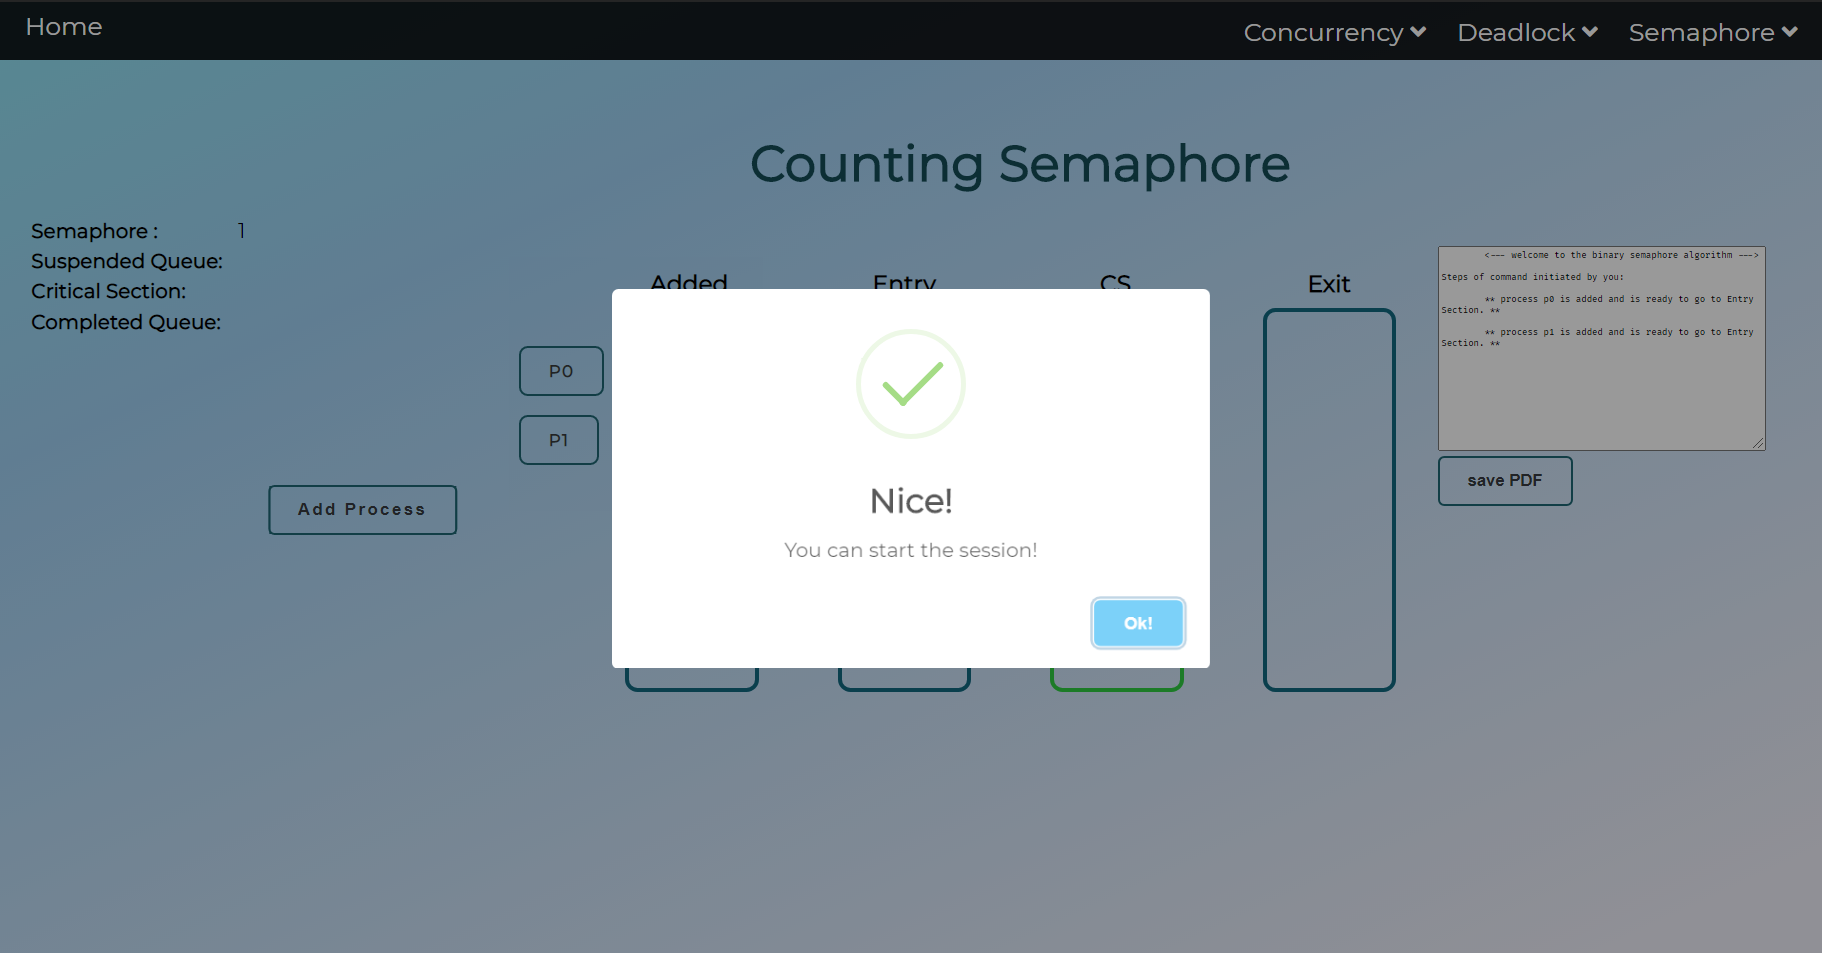 Home
Concurrency
Deadlock
Semaphore
Counting Semaphore
Semaphore : 1
Suspended Queue:
Critical Section:
Completed Queue:
Added
Entry
CS
Exit
P0
P1
Add Process
Nice!
You can start the session!
Ok!
<--- welcome to the binary semaphore algorithm --->
Steps of command initiated by you:
** process p0 is added and is ready to go to Entry
Section. **
** process p1 is added and is ready to go to Entry
Section. **
save PDF